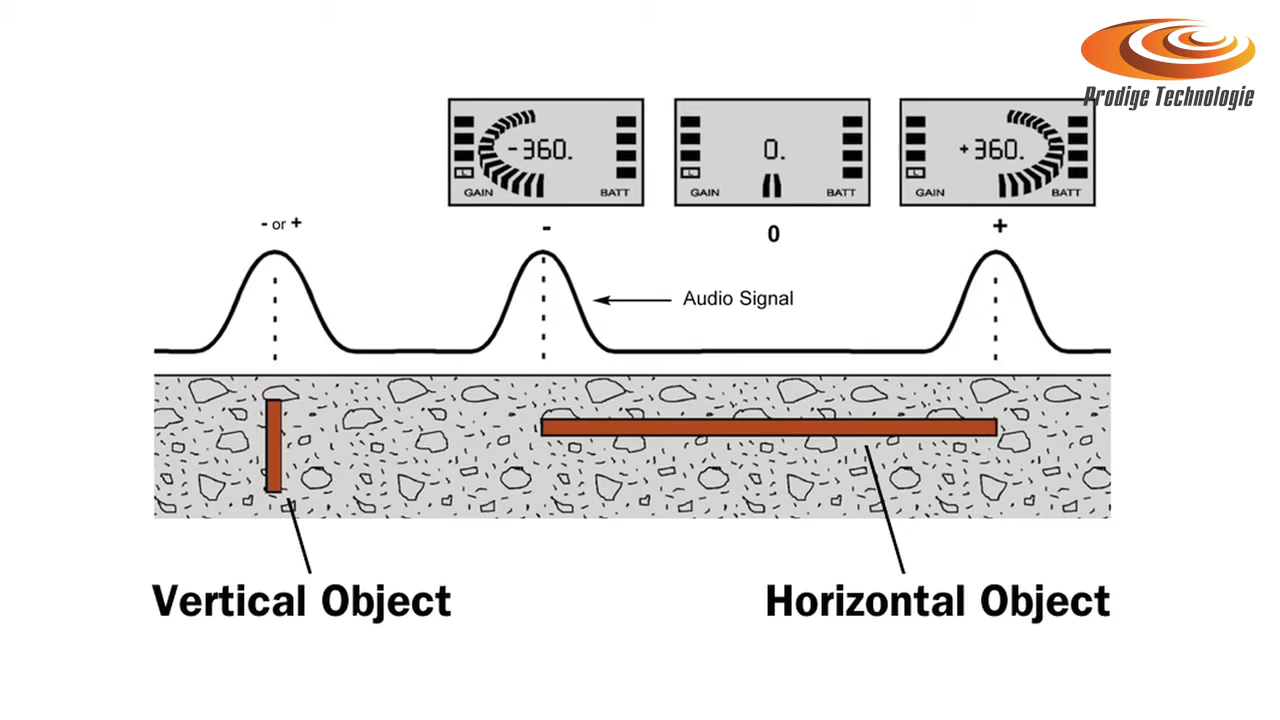 Prodige Technologie
-360.
L
GAIN
BATT
0.
L
GAIN
BATT
+360.
L
GAIN
BATT
- or +
-
0
+
Audio Signal
Vertical Object
Horizontal Object